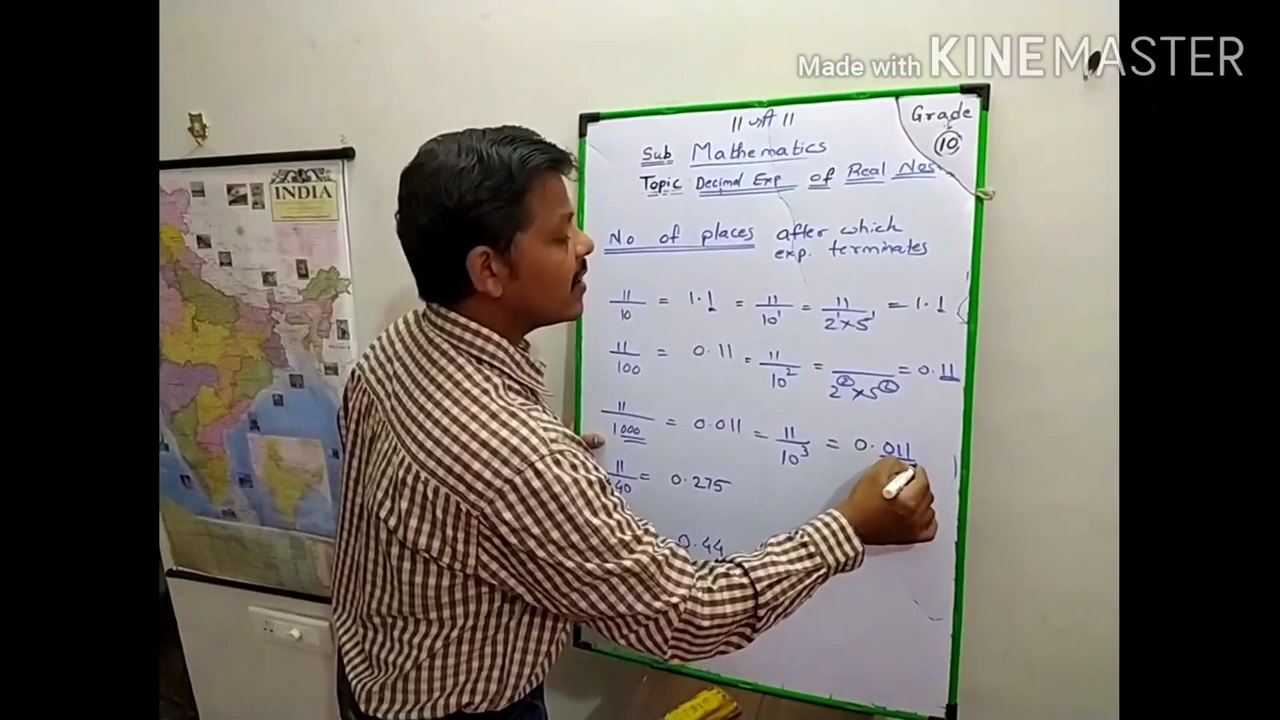 Made with KINEMASTER
Grade
10
|| श्री ||
Sub Mathematics
Topic Decimal Exp of Real Nos.
No of places after which
exp. terminates
11/10 = 1.1 = 11/10¹ = 11/2¹×5¹ = 1.1
11/100 = 0.11 = 11/10² = /2²×5² = 0.11
11/1000 = 0.011 = 11/10³ = 0.011
11/40 = 0.275
0.44
INDIA